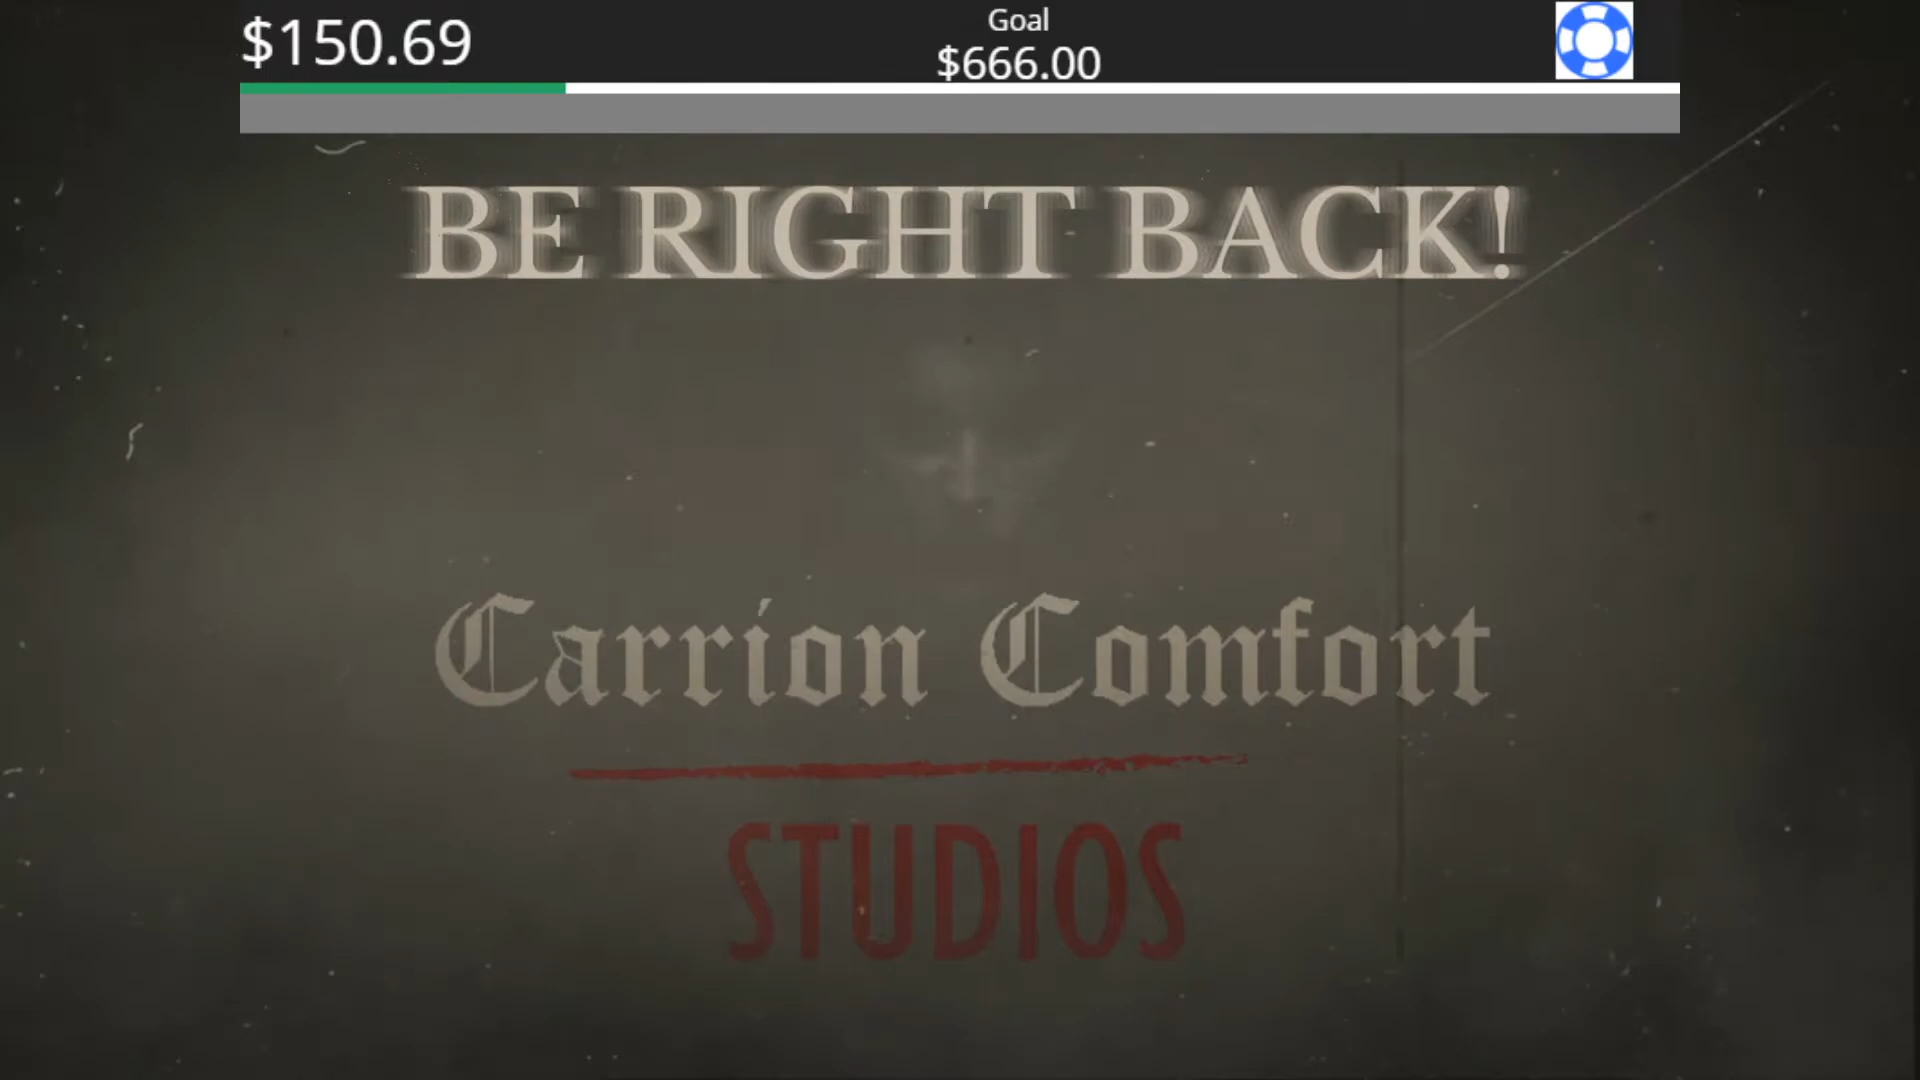 $150.69
Goal
$666.00
BE RIGHT BACK!
Carrion Comfort
STUDIOS